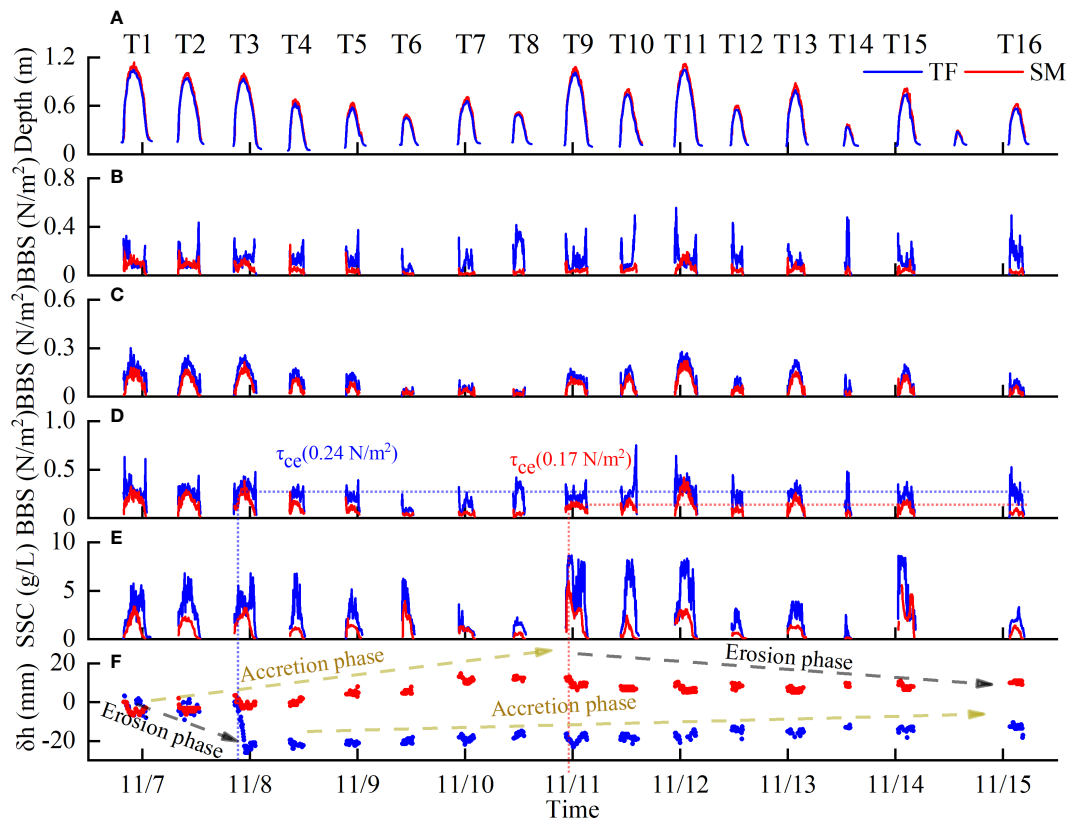 A
T1 T2 T3 T4 T5 T6 T7 T8 T9 T10 T11 T12 T13 T14 T15 T16
TF SM
Depth (m)
1.2
0.6
0
B
BBS (N/m²)
0.8
0.4
0
C
BBS (N/m²)
0.6
0.3
0
D
BBS (N/m²)
1.0
0.5
0
τce(0.24 N/m²)
τce(0.17 N/m²)
E
SSC (g/L)
10
5
0
F
δh (mm)
20
0
-20
Accretion phase
Erosion phase
Erosion phase
Accretion phase
11/7 11/8 11/9 11/10 11/11 11/12 11/13 11/14 11/15
Time